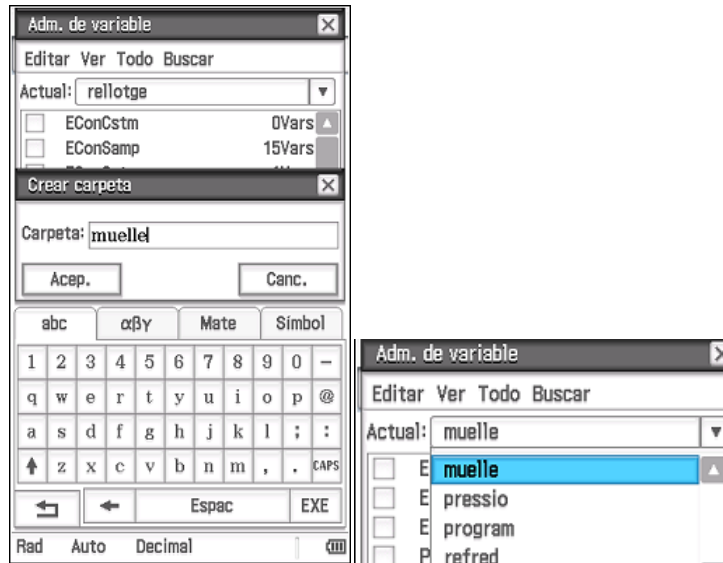 Adm. de variable
Editar Ver Todo Buscar
Actual: rellotge
EConCstm 0Vars
EConSamp 15Vars
Crear carpeta
Carpeta: muelle
Acep. Canc.
abc αβγ Mate Símbol
1 2 3 4 5 6 7 8 9 0 –
q w e r t y u i o p @
a s d f g h j k l ; :
z x c v b n m , . CAPS
Espac EXE
Rad Auto Decimal
Adm. de variable
Editar Ver Todo Buscar
Actual: muelle
E muelle
E pressio
E program
P refred